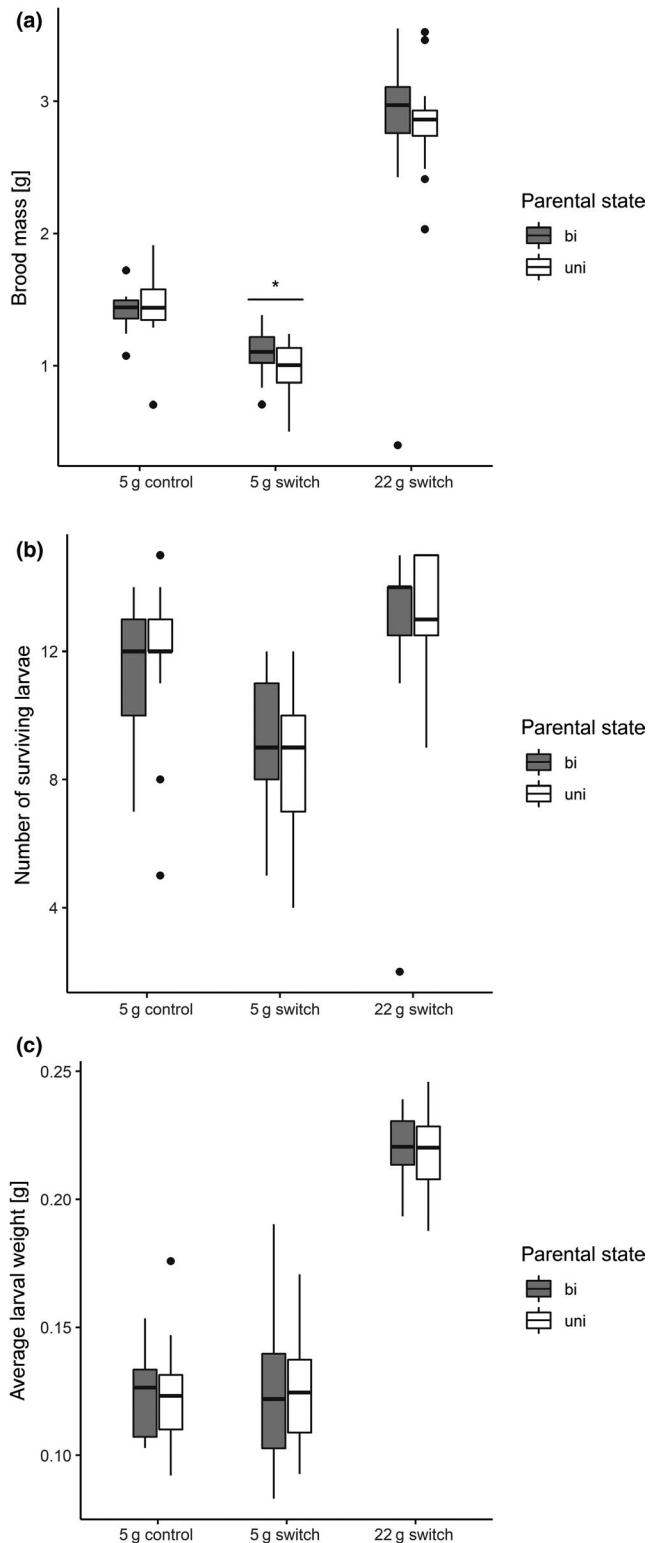 (a)
3
2
1
Brood mass [g]
*
5 g control
5 g switch
22 g switch
Parental state
bi
uni
(b)
12
8
4
Number of surviving larvae
5 g control
5 g switch
22 g switch
Parental state
bi
uni
(c)
0.25
0.20
0.15
0.10
Average larval weight [g]
5 g control
5 g switch
22 g switch
Parental state
bi
uni